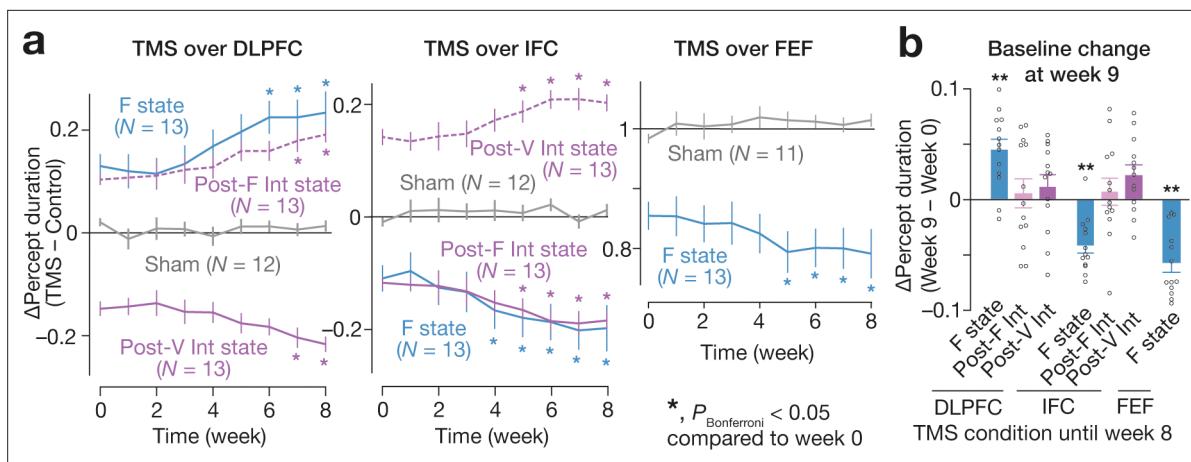 a
TMS over DLPFC
ΔPercept duration
(TMS – Control)
0.2
0
−0.2
F state
(N = 13)
* * *
Post-F Int state
(N = 13)
* *
Sham (N = 12)
Post-V Int state
(N = 13)
* *
0 2 4 6 8
Time (week)
TMS over IFC
0.2
0
−0.2
* * * *
Post-V Int state
(N = 13)
Sham (N = 12)
Post-F Int state
(N = 13)
* * * *
F state
(N = 13)
* * * * *
0 2 4 6 8
Time (week)
TMS over FEF
1
0.8
Sham (N = 11)
F state
(N = 13)
* * * *
0 2 4 6 8
Time (week)
*, PBonferroni < 0.05
compared to week 0
b
Baseline change
at week 9
ΔPercept duration
(Week 9 – Week 0)
0.1
0
−0.1
**
**
**
F state
Post-F Int
Post-V Int
F state
Post-F Int
Post-V Int
F state
DLPFC IFC FEF
TMS condition until week 8